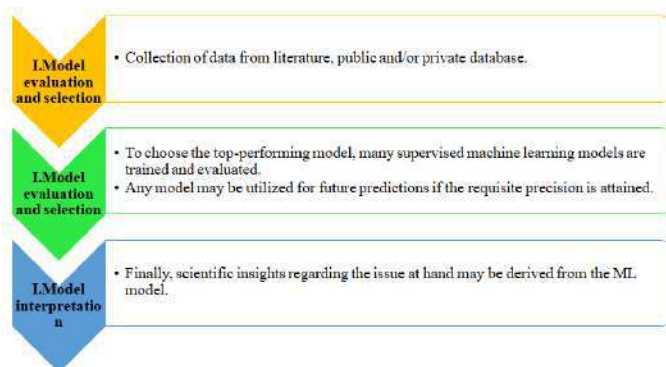 I.Model
evaluation
and selection
• Collection of data from literature, public and/or private database.
I.Model
evaluation
and selection
• To choose the top-performing model, many supervised machine learning models are
trained and evaluated.
• Any model may be utilized for future predictions if the requisite precision is attained.
I.Model
interpretatio
n
• Finally, scientific insights regarding the issue at hand may be derived from the ML
model.